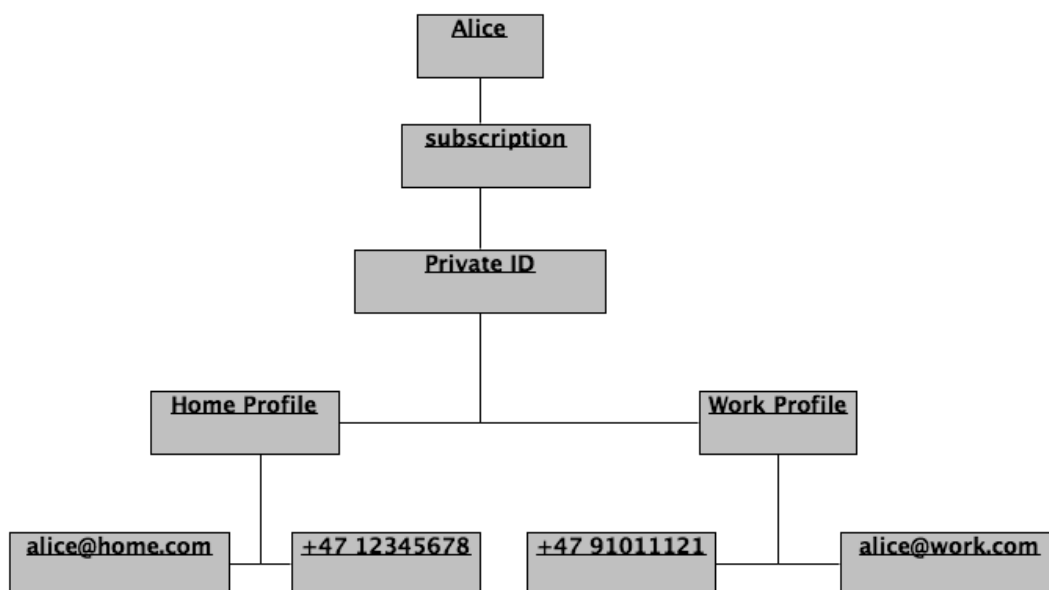 Alice
subscription
Private ID
Home Profile
Work Profile
alice@home.com
+47 12345678
+47 91011121
alice@work.com